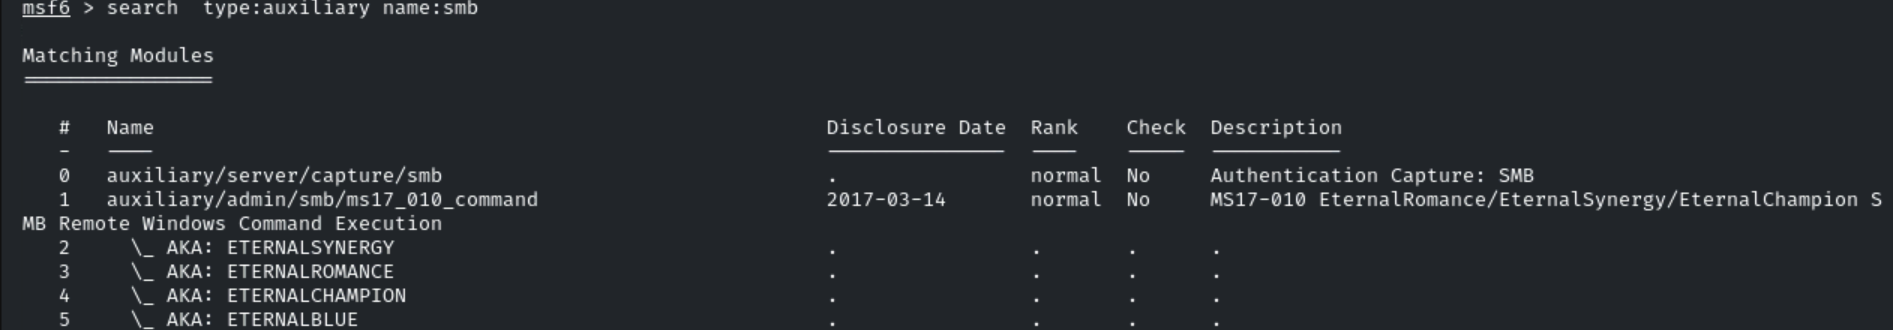 msf6 > search  type:auxiliary name:smb
Matching Modules
================
#   Name   Disclosure Date  Rank    Check  Description
-   ----   ---------------  ----    -----  -----------
0   auxiliary/server/capture/smb   .   normal  No     Authentication Capture: SMB
1   auxiliary/admin/smb/ms17_010_command   2017-03-14   normal  No     MS17-010 EternalRomance/EternalSynergy/EternalChampion S
MB Remote Windows Command Execution
2     \_ AKA: ETERNALSYNERGY   .   .   .   .
3     \_ AKA: ETERNALROMANCE   .   .   .   .
4     \_ AKA: ETERNALCHAMPION   .   .   .   .
5     \_ AKA: ETERNALBLUE   .   .   .   .